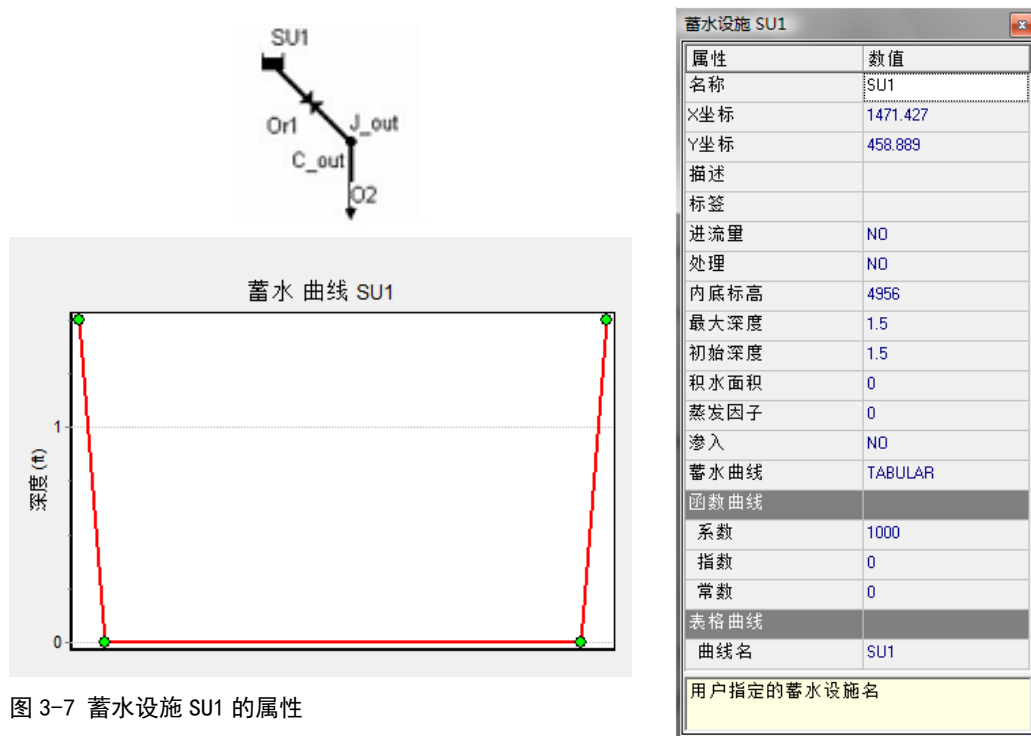 SU1
Or1
J_out
C_out
O2
蓄水 曲线 SU1
深度 (ft)
1
0
图 3-7 蓄水设施 SU1 的属性
蓄水设施 SU1
x
属性 数值
名称 SU1
X坐标 1471.427
Y坐标 458.889
描述
标签
进流量 NO
处理 NO
内底标高 4956
最大深度 1.5
初始深度 1.5
积水面积 0
蒸发因子 0
渗入 NO
蓄水曲线 TABULAR
函数曲线
系数 1000
指数 0
常数 0
表格曲线
曲线名 SU1
用户指定的蓄水设施名